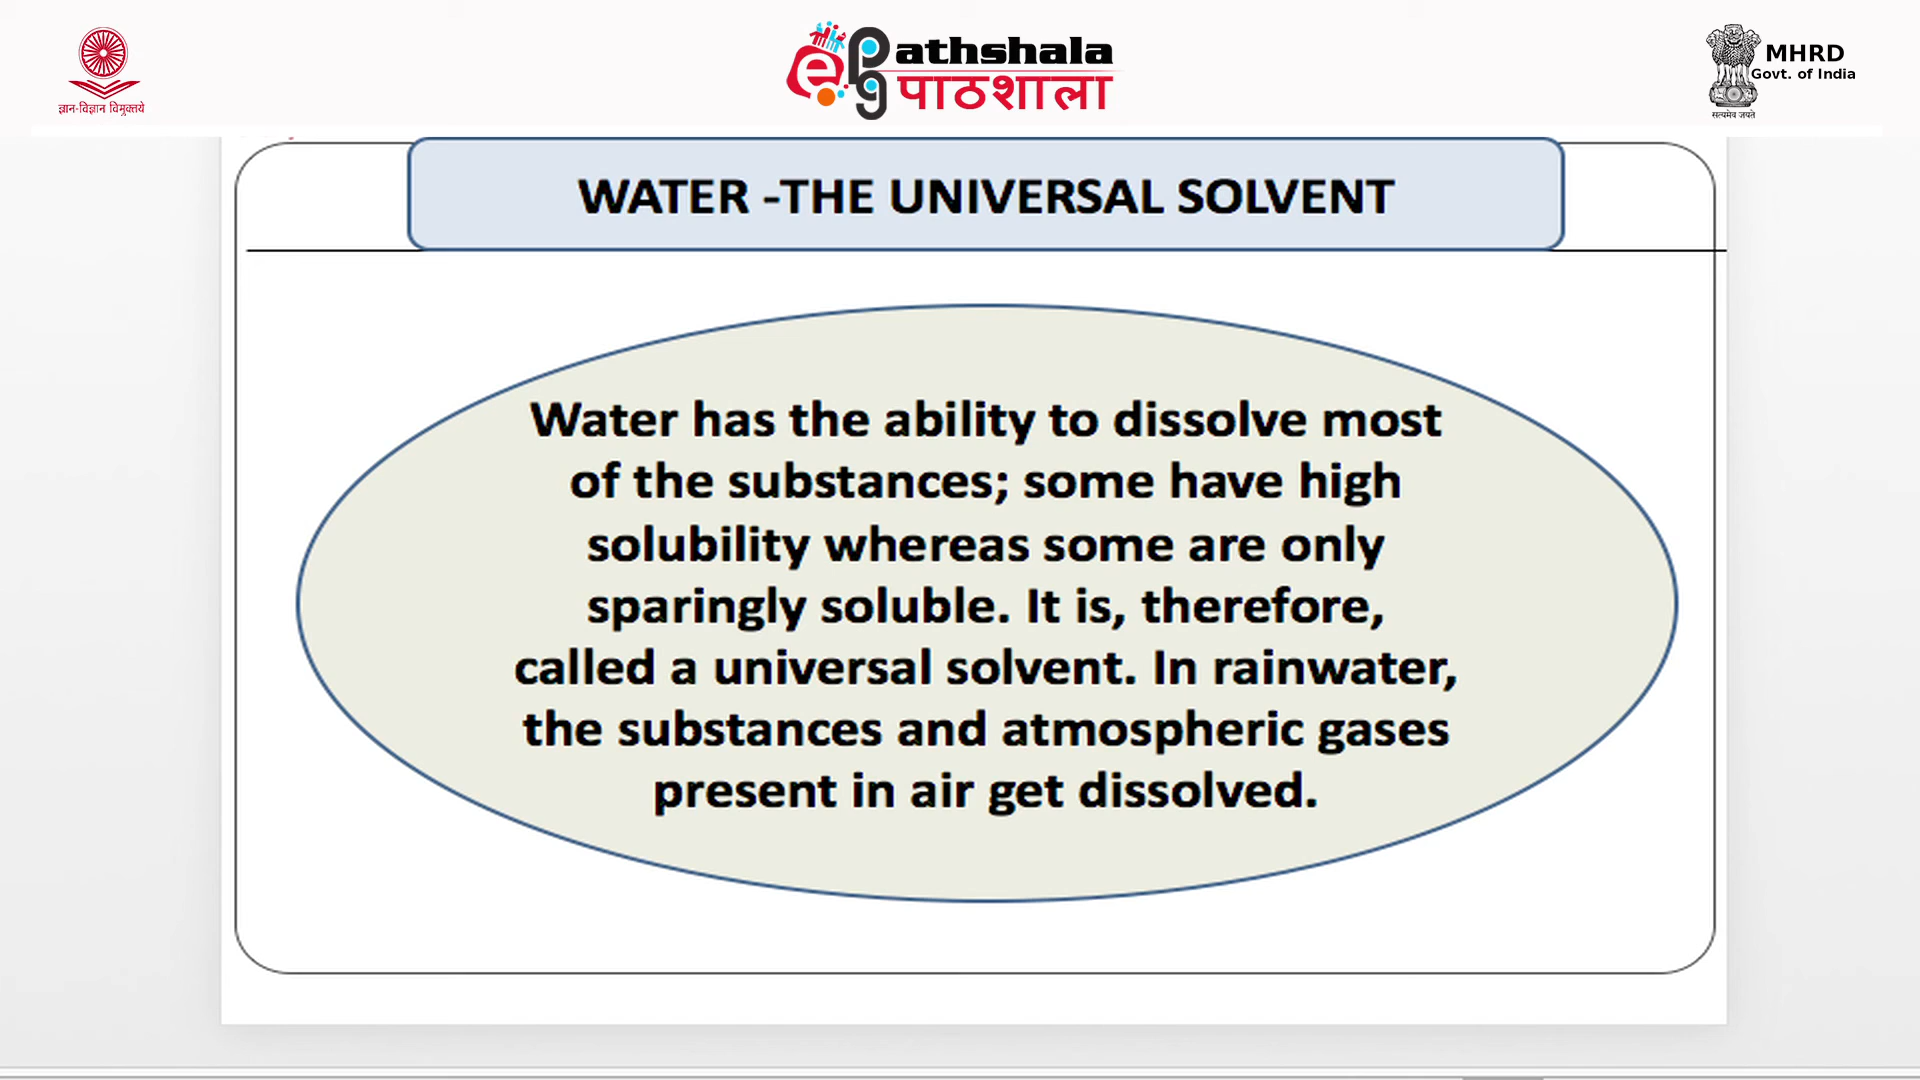 ज्ञान-विज्ञान विमुक्तये
e PG athshala
पाठशाला
MHRD
Govt. of India
सत्यमेव जयते
WATER -THE UNIVERSAL SOLVENT
Water has the ability to dissolve most
of the substances; some have high
solubility whereas some are only
sparingly soluble. It is, therefore,
called a universal solvent. In rainwater,
the substances and atmospheric gases
present in air get dissolved.